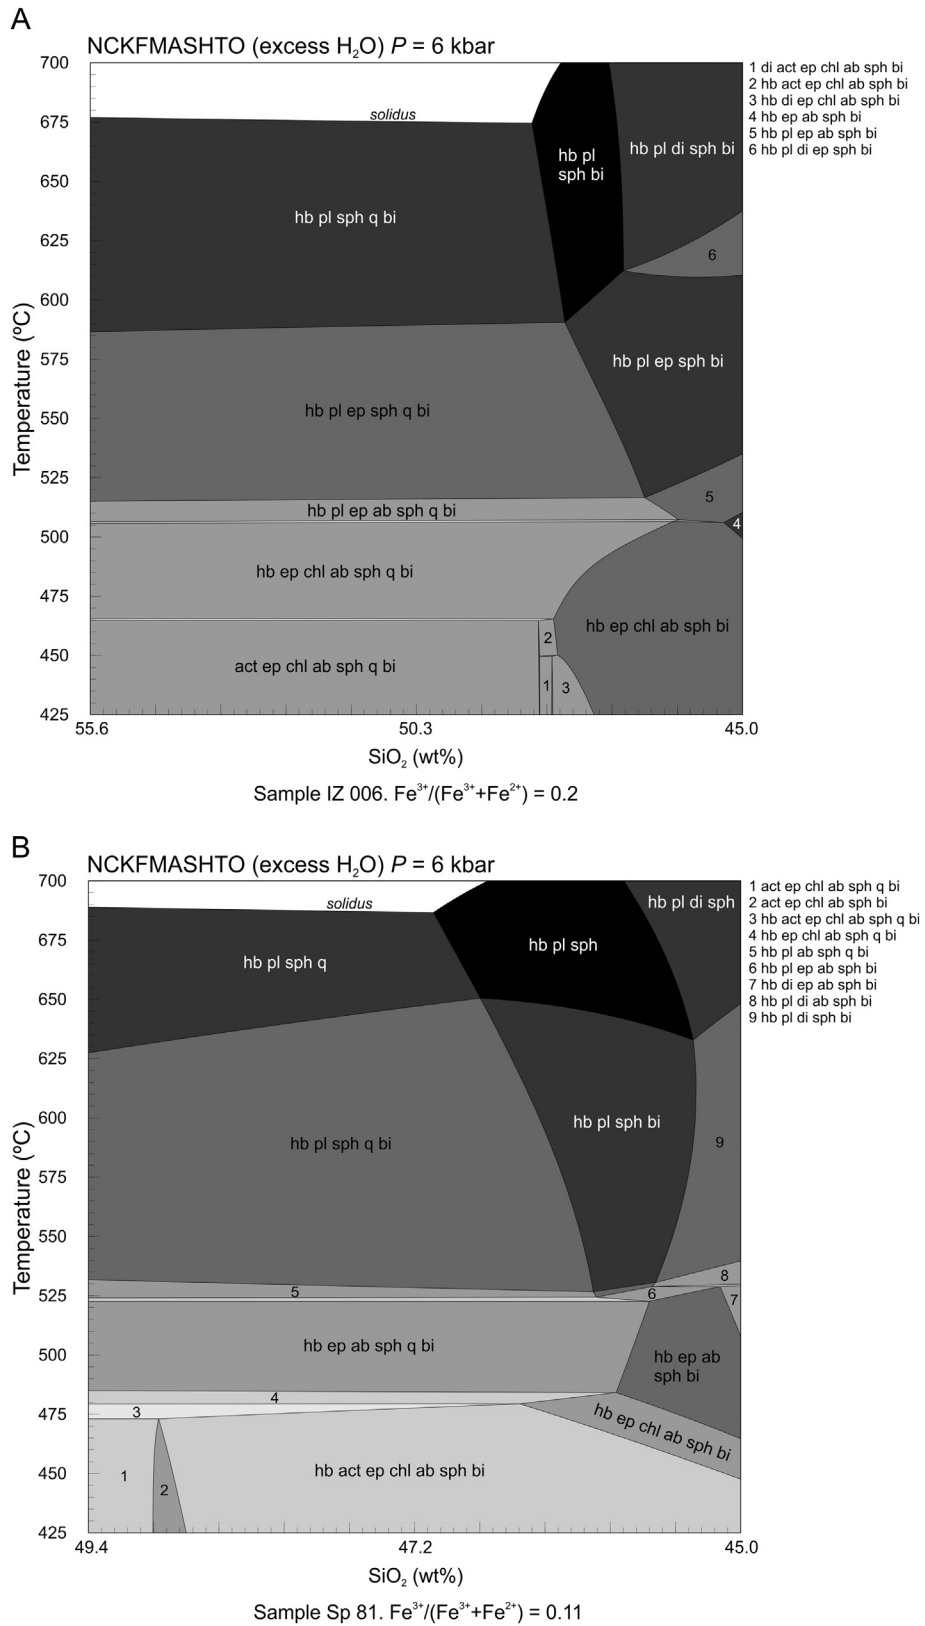 A
NCKFMASHTO (excess H₂O) P = 6 kbar
700
675
650
625
600
575
550
525
500
475
450
425
Temperature (ºC)
solidus
hb pl sph bi
hb pl di sph bi
hb pl sph q bi
6
hb pl ep sph bi
hb pl ep sph q bi
5
hb pl ep ab sph q bi
4
hb ep chl ab sph q bi
hb ep chl ab sph bi
2
act ep chl ab sph q bi
1
3
1 di act ep chl ab sph bi
2 hb act ep chl ab sph bi
3 hb di ep chl ab sph bi
4 hb ep ab sph bi
5 hb pl ep ab sph bi
6 hb pl di ep sph bi
55.6
50.3
45.0
SiO₂ (wt%)
Sample IZ 006. Fe³⁺/(Fe³⁺+Fe²⁺) = 0.2
B
NCKFMASHTO (excess H₂O) P = 6 kbar
700
675
650
625
600
575
550
525
500
475
450
425
Temperature (ºC)
solidus
hb pl di sph
hb pl sph
hb pl sph q
hb pl sph bi
9
hb pl sph q bi
8
5
6
7
hb ep ab sph q bi
hb ep ab
sph bi
4
3
hb ep chl ab sph bi
hb act ep chl ab sph bi
1
2
1 act ep chl ab sph q bi
2 act ep chl ab sph bi
3 hb act ep chl ab sph q bi
4 hb ep chl ab sph q bi
5 hb pl ab sph q bi
6 hb pl ep ab sph bi
7 hb di ep ab sph bi
8 hb pl di ab sph bi
9 hb pl di sph bi
49.4
47.2
45.0
SiO₂ (wt%)
Sample Sp 81. Fe³⁺/(Fe³⁺+Fe²⁺) = 0.11